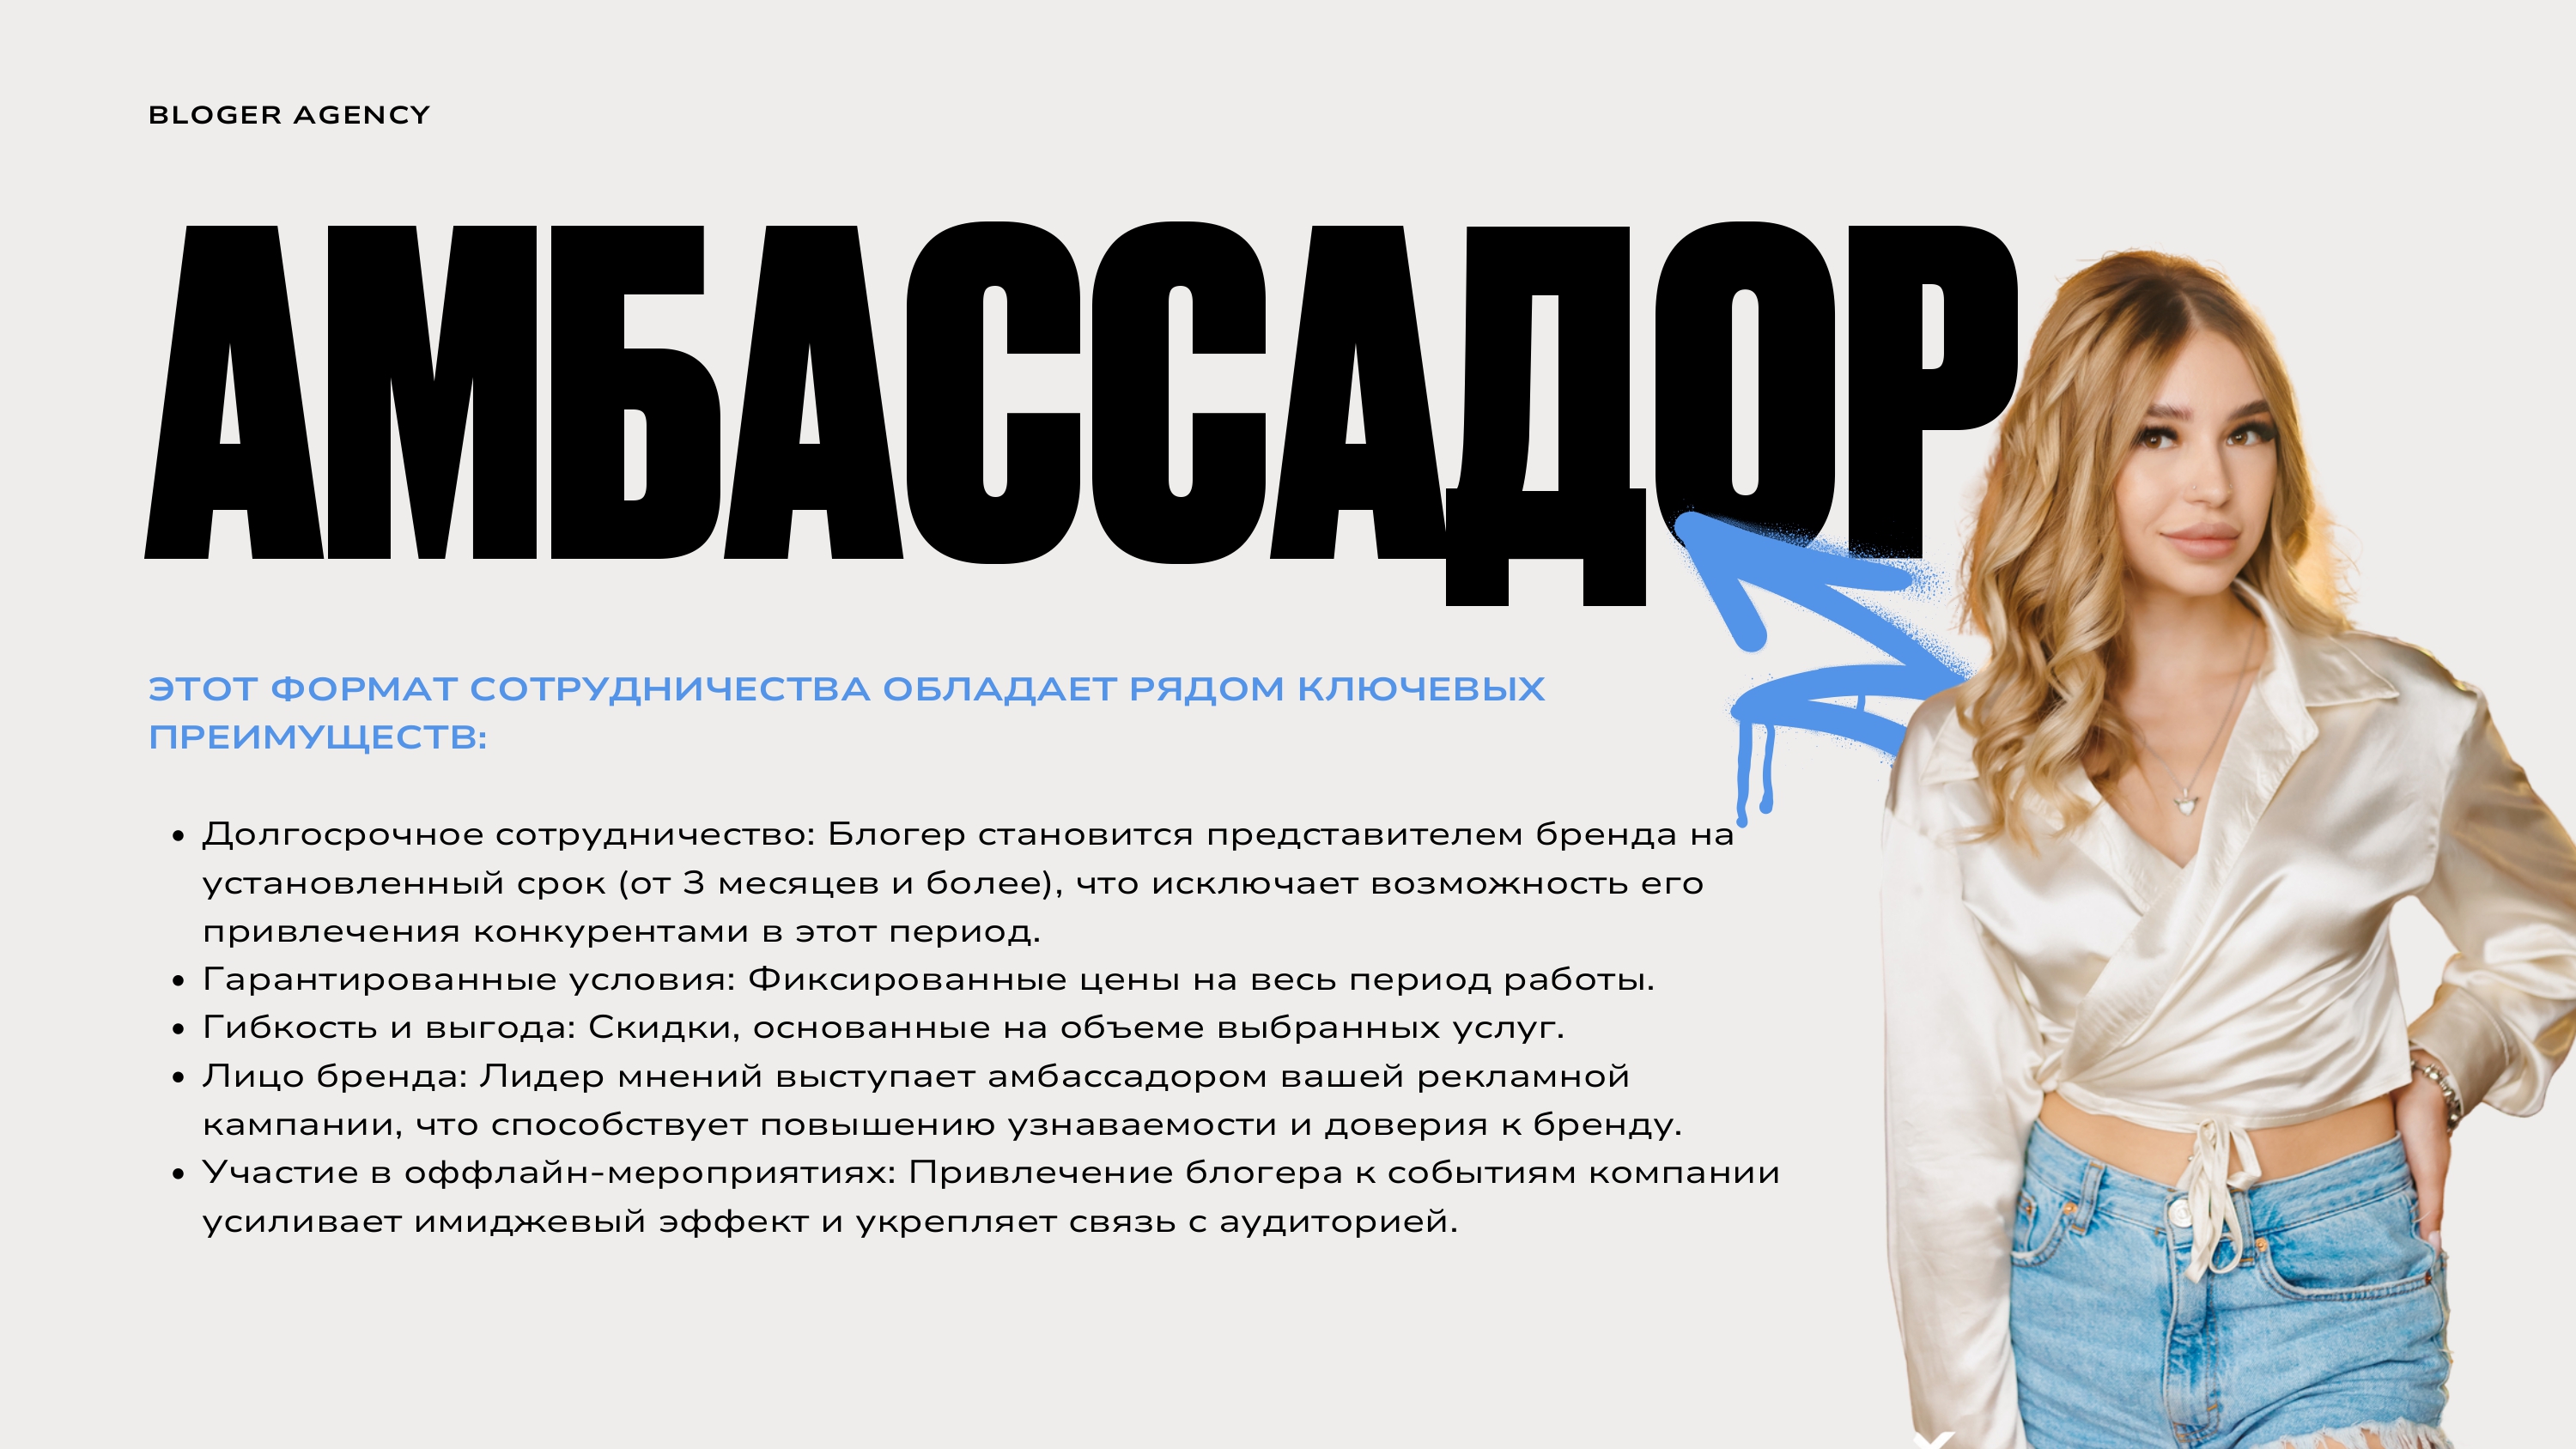 BLOGER AGENCY
АМБАССАДОР
ЭТОТ ФОРМАТ СОТРУДНИЧЕСТВА ОБЛАДАЕТ РЯДОМ КЛЮЧЕВЫХ
ПРЕИМУЩЕСТВ:
• Долгосрочное сотрудничество: Блогер становится представителем бренда на
установленный срок (от 3 месяцев и более), что исключает возможность его
привлечения конкурентами в этот период.
• Гарантированные условия: Фиксированные цены на весь период работы.
• Гибкость и выгода: Скидки, основанные на объеме выбранных услуг.
• Лицо бренда: Лидер мнений выступает амбассадором вашей рекламной
кампании, что способствует повышению узнаваемости и доверия к бренду.
• Участие в оффлайн-мероприятиях: Привлечение блогера к событиям компании
усиливает имиджевый эффект и укрепляет связь с аудиторией.